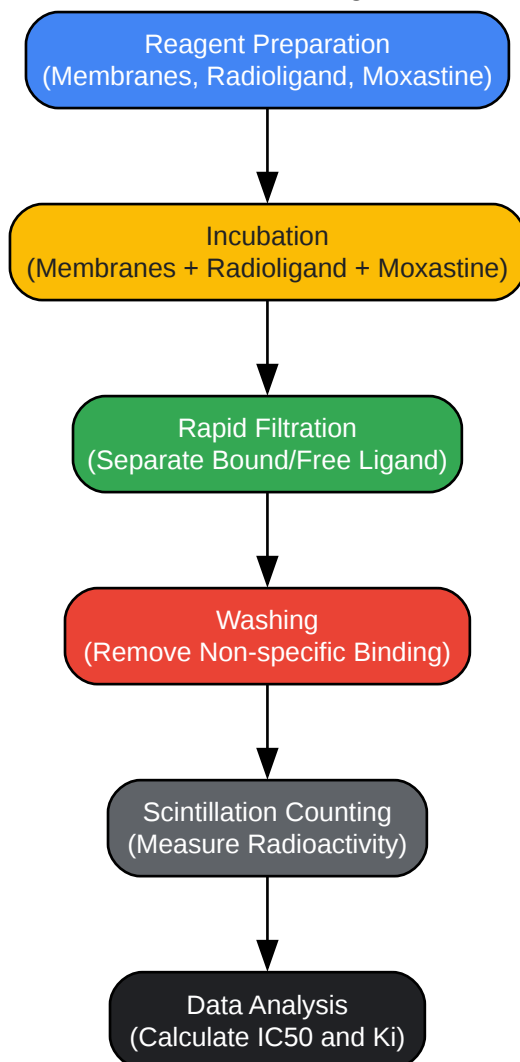 Reagent Preparation
(Membranes, Radioligand, Moxastine)
Incubation
(Membranes + Radioligand + Moxastine)
Rapid Filtration
(Separate Bound/Free Ligand)
Washing
(Remove Non-specific Binding)
Scintillation Counting
(Measure Radioactivity)
Data Analysis
(Calculate IC50 and Ki)